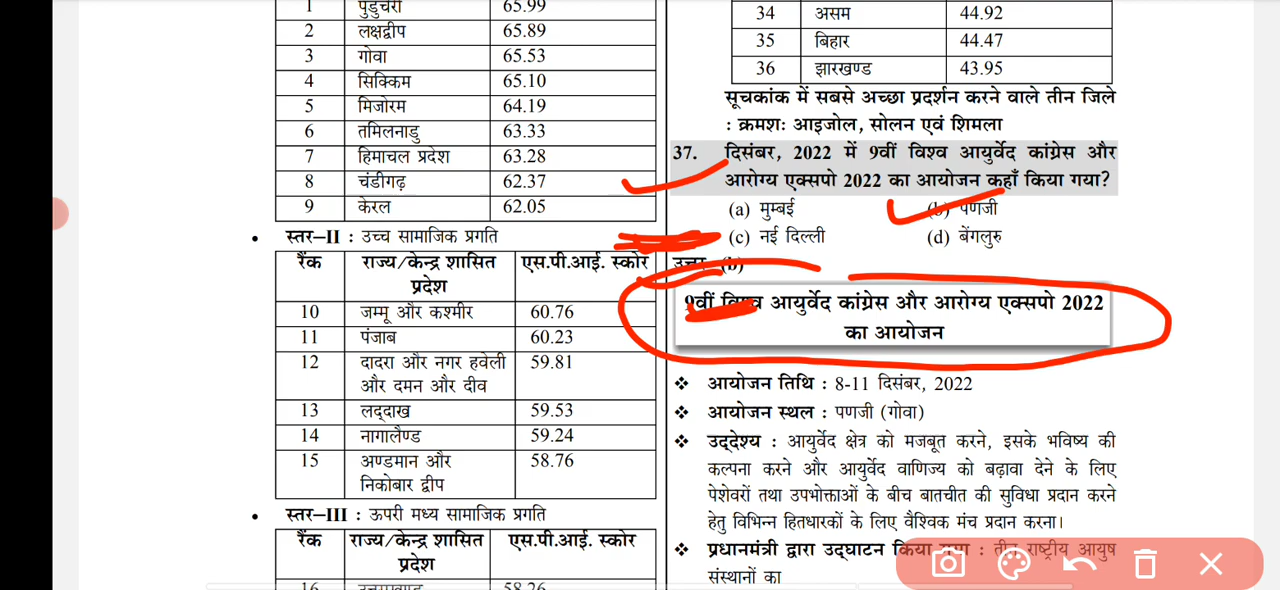 1 पुडुचेरी 65.99
2 लक्षद्वीप 65.89
3 गोवा 65.53
4 सिक्किम 65.10
5 मिजोरम 64.19
6 तमिलनाडु 63.33
7 हिमाचल प्रदेश 63.28
8 चंडीगढ़ 62.37
9 केरल 62.05
• स्तर–II : उच्च सामाजिक प्रगति
रैंक राज्य/केन्द्र शासित एस.पी.आई. स्कोर
प्रदेश
10 जम्मू और कश्मीर 60.76
11 पंजाब 60.23
12 दादरा और नगर हवेली 59.81
और दमन और दीव
13 लद्दाख 59.53
14 नागालैण्ड 59.24
15 अण्डमान और 58.76
निकोबार द्वीप
• स्तर–III : ऊपरी मध्य सामाजिक प्रगति
रैंक राज्य/केन्द्र शासित एस.पी.आई. स्कोर
प्रदेश
16 58.26
34 असम 44.92
35 बिहार 44.47
36 झारखण्ड 43.95
सूचकांक में सबसे अच्छा प्रदर्शन करने वाले तीन जिले
: क्रमशः आइजोल, सोलन एवं शिमला
37. दिसंबर, 2022 में 9वीं विश्व आयुर्वेद कांग्रेस और
आरोग्य एक्सपो 2022 का आयोजन कहाँ किया गया?
(a) मुम्बई (b) पणजी
(c) नई दिल्ली (d) बेंगलुरु
उत्तर (b)
9वीं विश्व आयुर्वेद कांग्रेस और आरोग्य एक्सपो 2022
का आयोजन
❖ आयोजन तिथि : 8-11 दिसंबर, 2022
❖ आयोजन स्थल : पणजी (गोवा)
❖ उद्देश्य : आयुर्वेद क्षेत्र को मजबूत करने, इसके भविष्य की
कल्पना करने और आयुर्वेद वाणिज्य को बढ़ावा देने के लिए
पेशेवरों तथा उपभोक्ताओं के बीच बातचीत की सुविधा प्रदान करने
हेतु विभिन्न हितधारकों के लिए वैश्विक मंच प्रदान करना।
❖ प्रधानमंत्री द्वारा उद्घाटन किया गया : तीन राष्ट्रीय आयुष
संस्थानों का